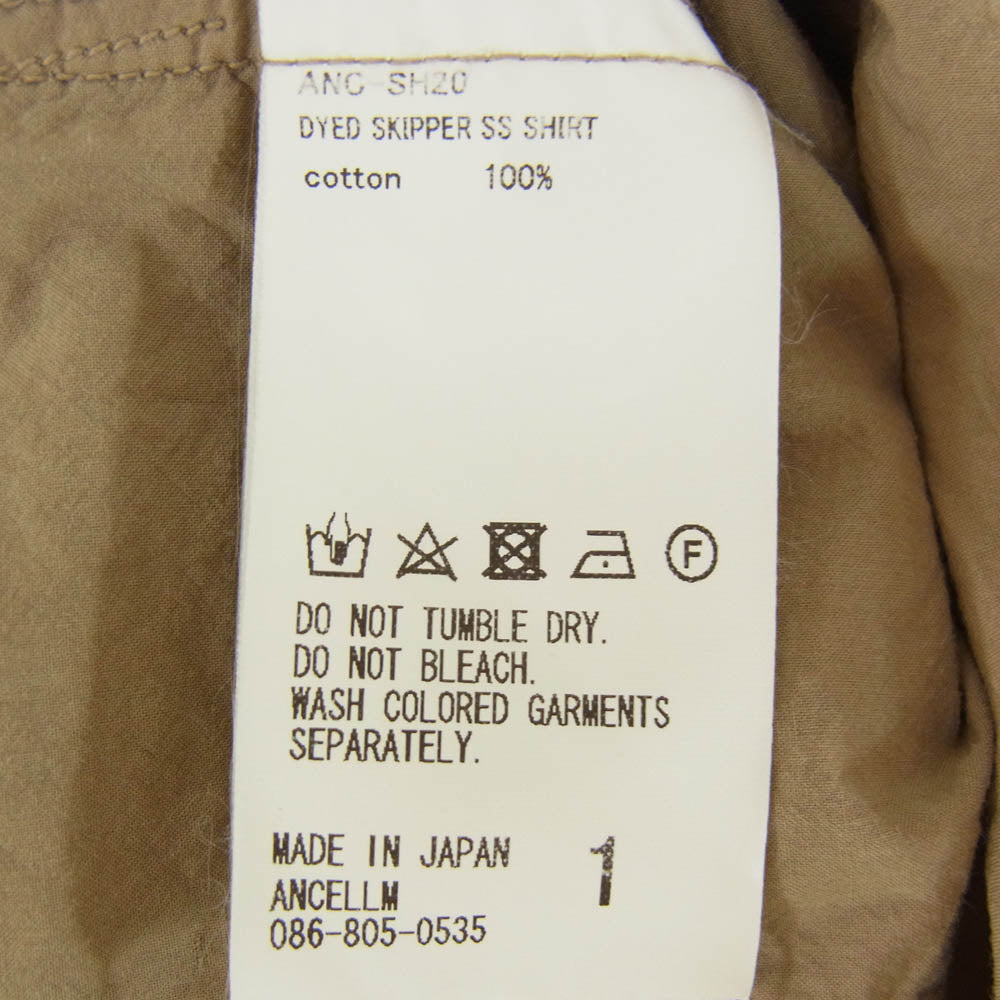 ANC-SH20
DYED SKIPPER SS SHIRT
cotton 100%
F
DO NOT TUMBLE DRY.
DO NOT BLEACH.
WASH COLORED GARMENTS
SEPARATELY.
MADE IN JAPAN 1
ANCELLM
086-805-0535